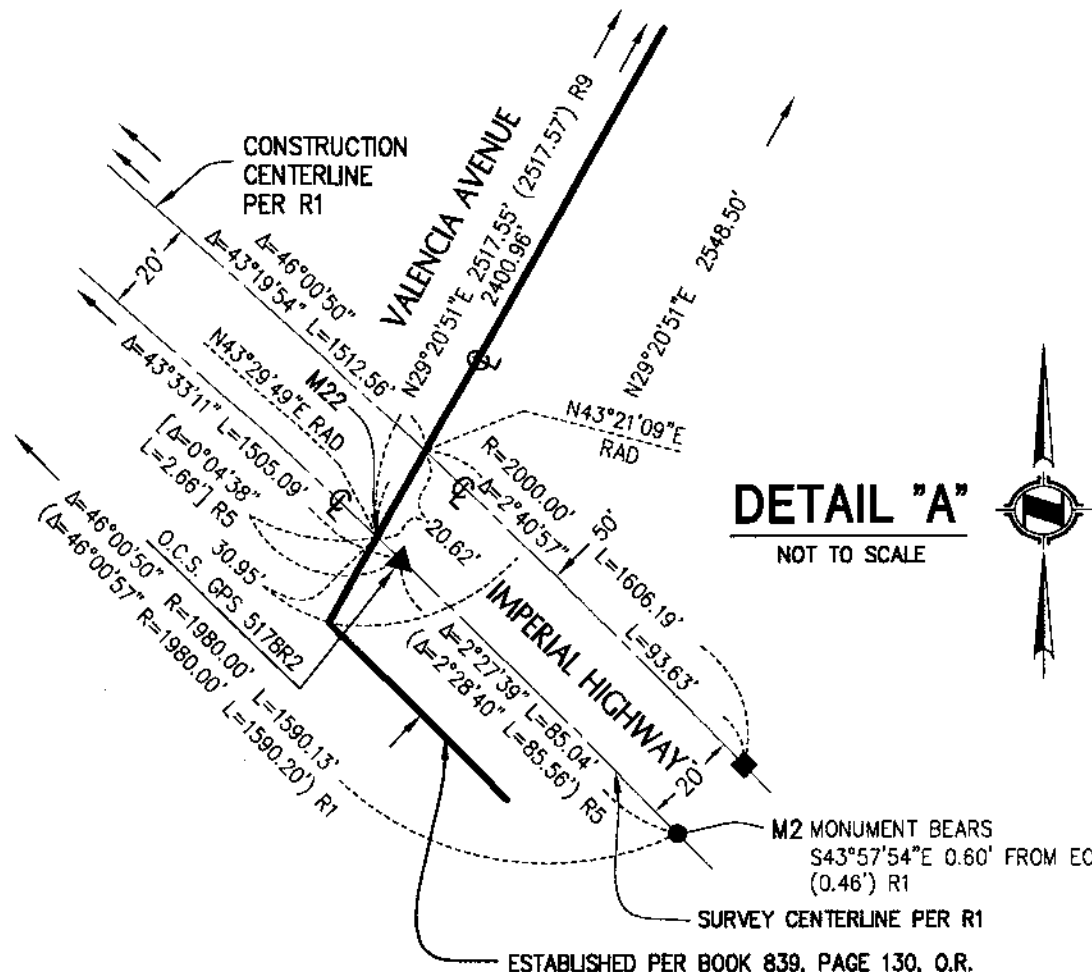 CONSTRUCTION
CENTERLINE
PER R1
VALENCIA AVENUE
N29°20'51"E 2517.55' (2517.57') R9
2400.96'
N29°20'51"E 2548.50'
20'
Δ=46°00'50"
Δ=43°19'54" L=1512.56'
N43°29'49"E RAD
M22
Δ=43°33'11" L=1505.09'
[Δ=0°04'38"
L=2.66'] R5
30.95'
O.C.S. GPS 5178R2
Δ=46°00'50" R=1980.00' L=1590.13'
(Δ=46°00'57" R=1980.00' L=1590.20') R1
N43°21'09"E
RAD
20.62'
R=2000.00'
Δ=2°40'57"
50'
L=1606.19'
L=93.63'
IMPERIAL HIGHWAY
Δ=2°27'39" L=85.04'
(Δ=2°28'40" L=85.56') R5
20'
DETAIL "A"
NOT TO SCALE
M2 MONUMENT BEARS
S43°57'54"E 0.60' FROM EC
(0.46') R1
SURVEY CENTERLINE PER R1
ESTABLISHED PER BOOK 839, PAGE 130, O.R.